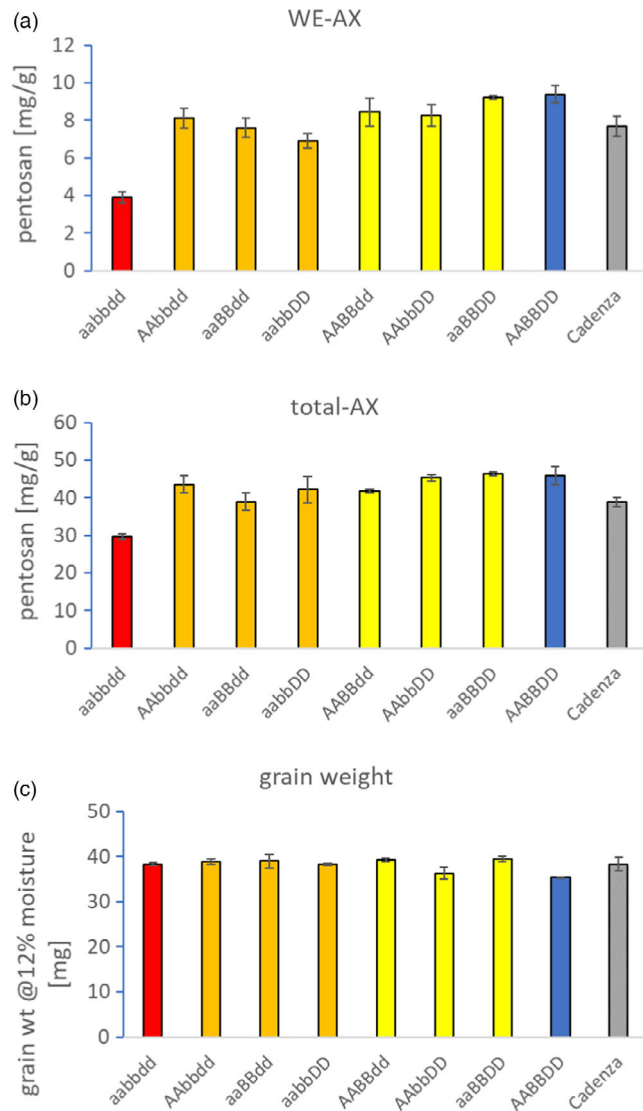 (a)
WE-AX
pentosan [mg/g]
12
10
8
6
4
2
0
aabbdd
AAbbdd
aaBBdd
aabbDD
AABBdd
AAbbDD
aaBBDD
AABBDD
Cadenza
(b)
total-AX
pentosan [mg/g]
60
50
40
30
20
10
0
aabbdd
AAbbdd
aaBBdd
aabbDD
AABBdd
AAbbDD
aaBBDD
AABBDD
Cadenza
(c)
grain weight
grain wt @12% moisture
[mg]
50
40
30
20
10
0
aabbdd
AAbbdd
aaBBdd
aabbDD
AABBdd
AAbbDD
aaBBDD
AABBDD
Cadenza